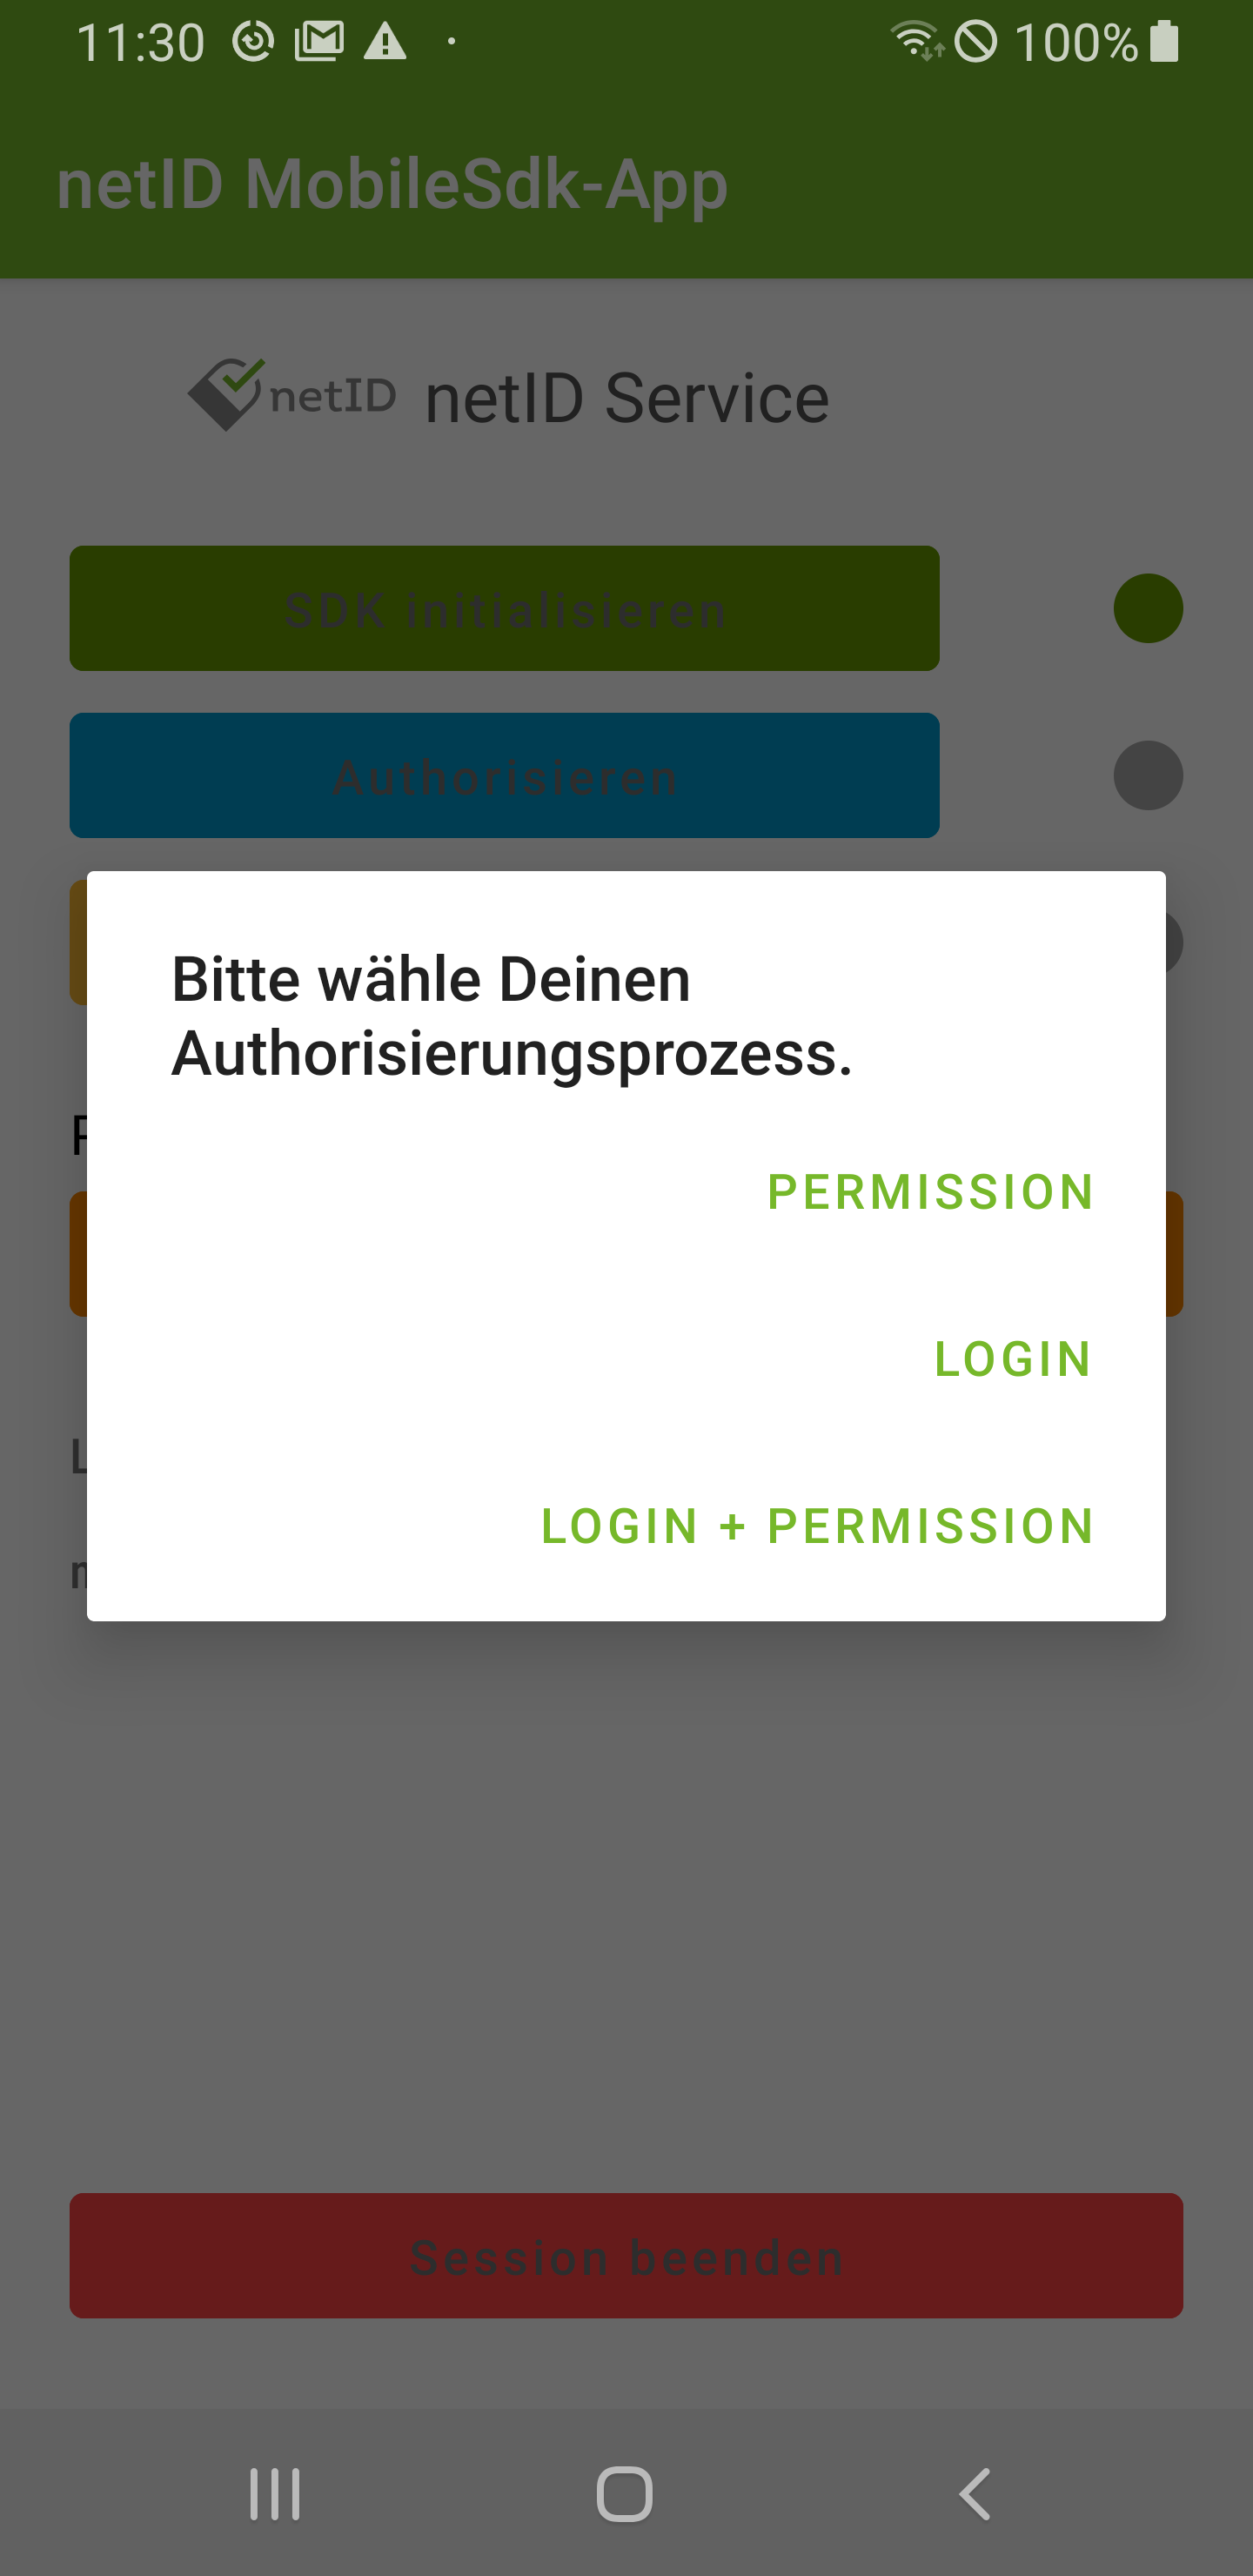 11:30
100%
netID MobileSdk-App
netID netID Service
SDK initialisieren
Authorisieren
Bitte wähle Deinen
Authorisierungsprozess.
PERMISSION
LOGIN
LOGIN + PERMISSION
Session beenden